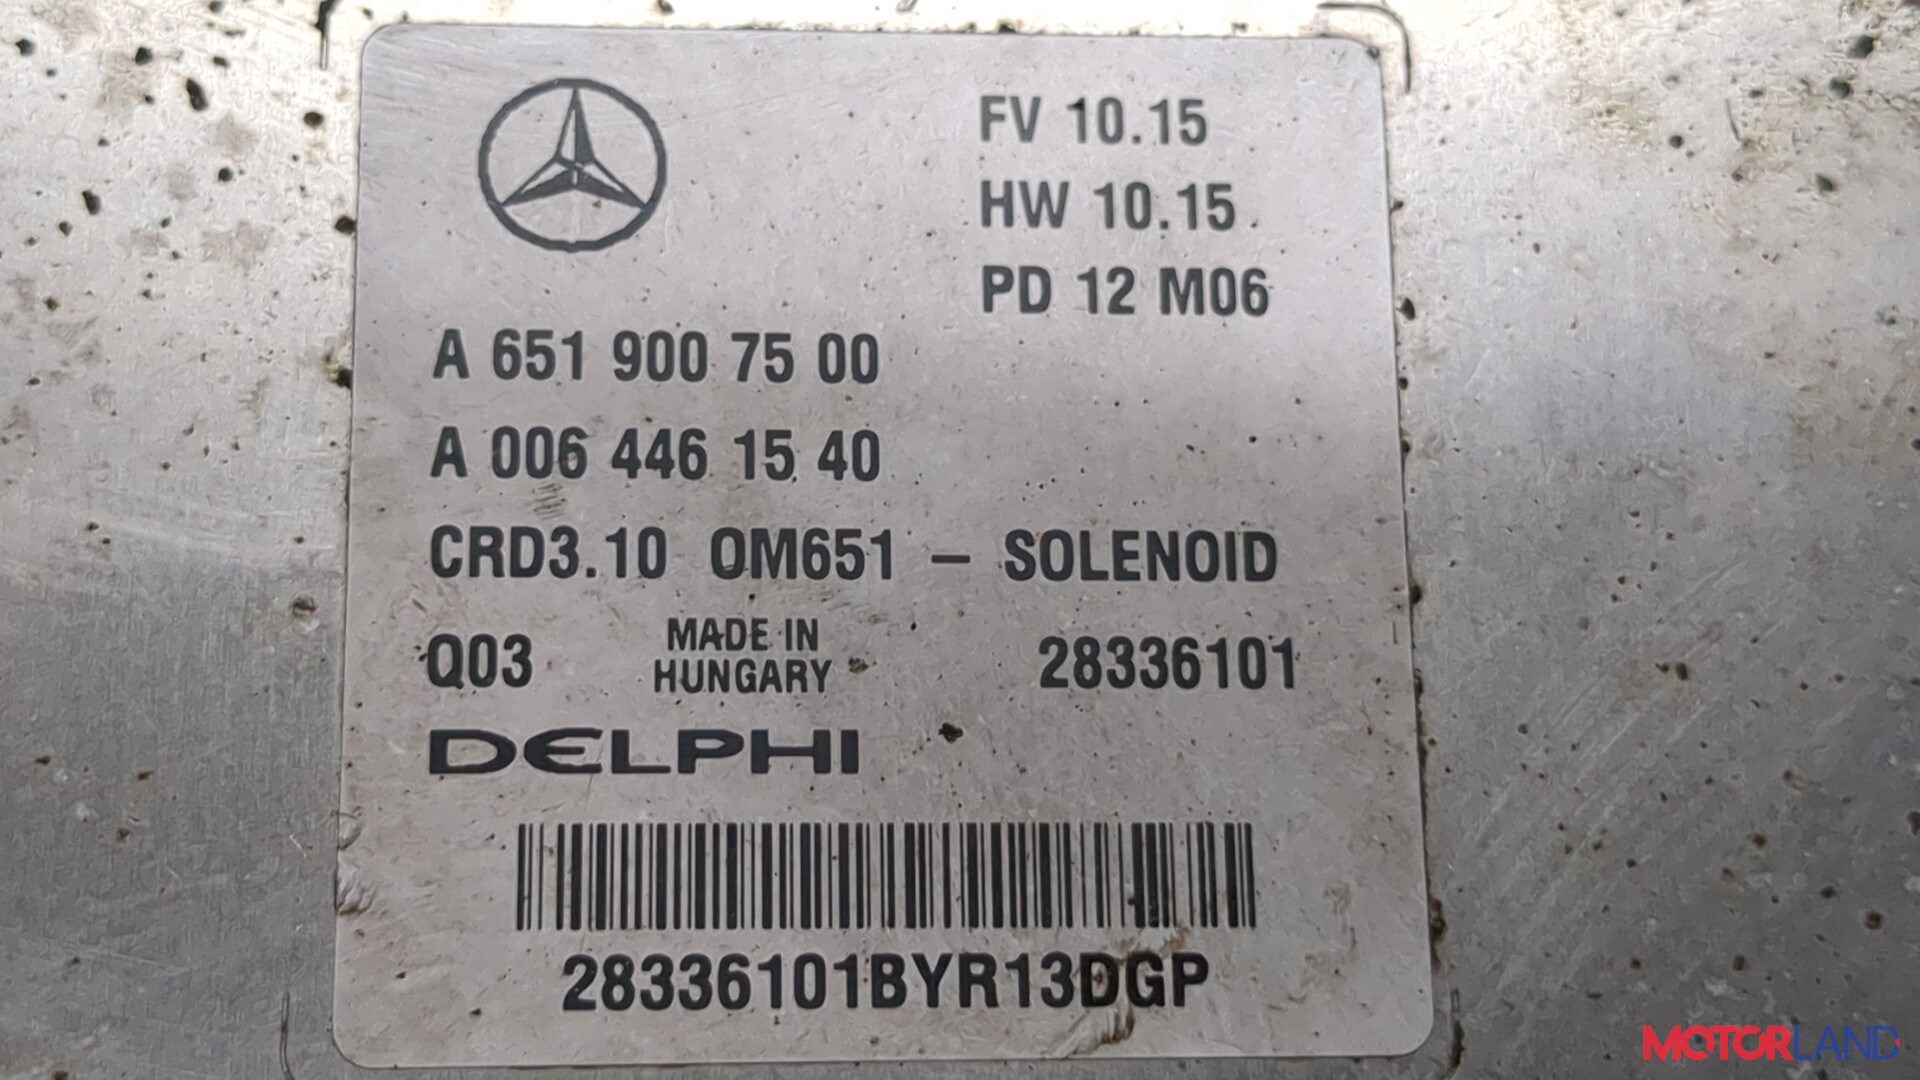 FV 10.15
HW 10.15
PD 12 M06
A 651 900 75 00
A 006 446 15 40
CRD3.10 OM651 – SOLENOID
Q03 MADE IN HUNGARY 28336101
DELPHI
28336101BYR13DGP
MOTORLAND